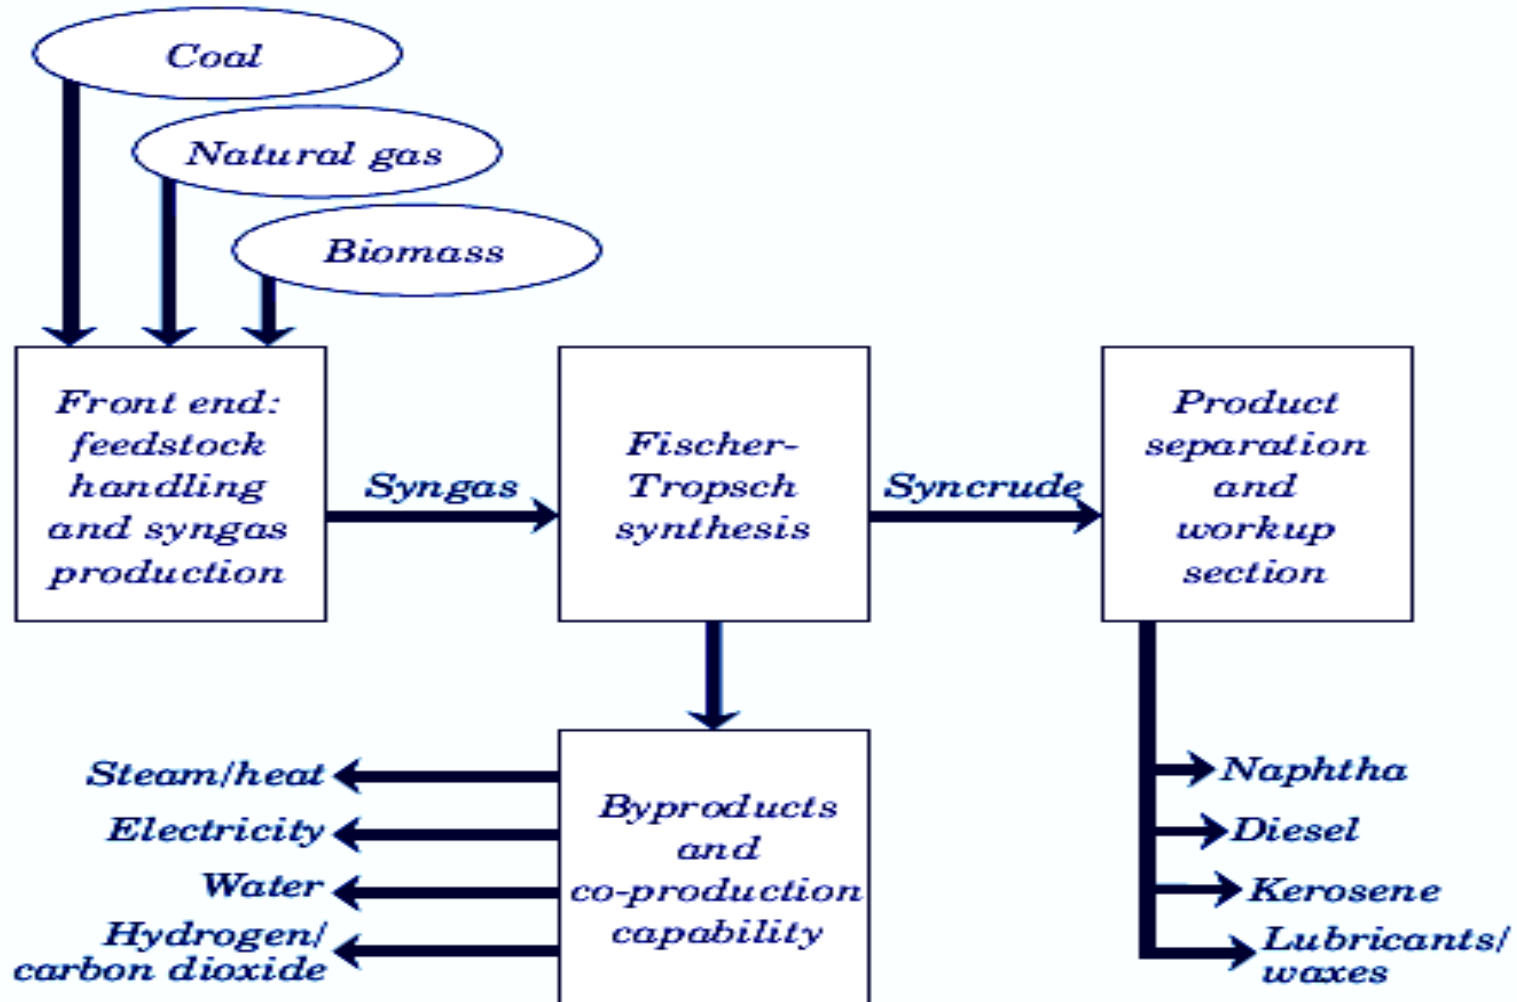 Coal
Natural gas
Biomass
Front end:
feedstock
handling
and syngas
production
Syngas
Fischer-
Tropsch
synthesis
Syncrude
Product
separation
and
workup
section
Steam/heat
Electricity
Water
Hydrogen/
carbon dioxide
Byproducts
and
co-production
capability
Naphtha
Diesel
Kerosene
Lubricants/
waxes